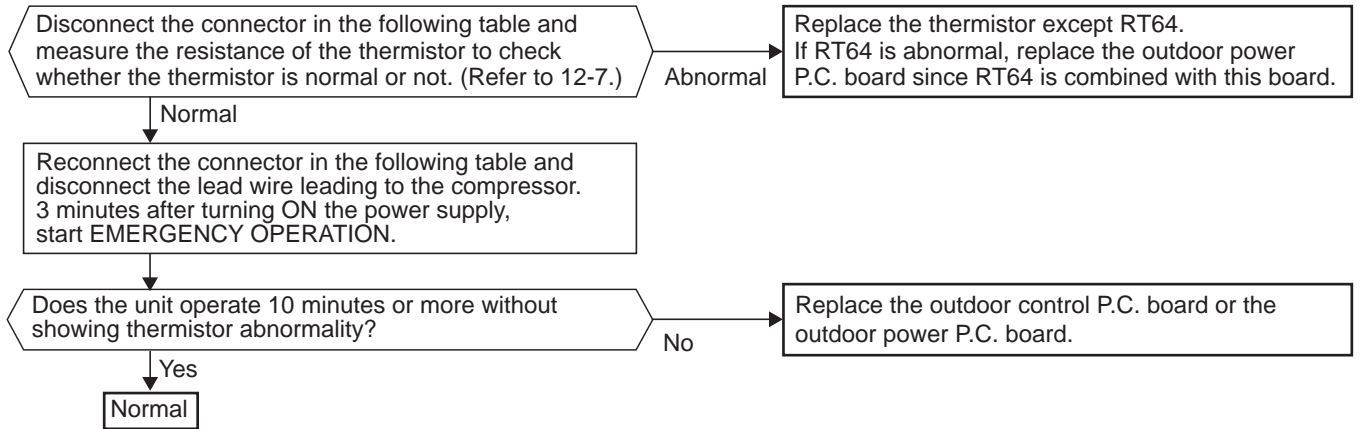 Disconnect the connector in the following table and
measure the resistance of the thermistor to check
whether the thermistor is normal or not. (Refer to 12-7.)
Abnormal
Replace the thermistor except RT64.
If RT64 is abnormal, replace the outdoor power
P.C. board since RT64 is combined with this board.
Normal
Reconnect the connector in the following table and
disconnect the lead wire leading to the compressor.
3 minutes after turning ON the power supply,
start EMERGENCY OPERATION.
Does the unit operate 10 minutes or more without
showing thermistor abnormality?
No
Replace the outdoor control P.C. board or the
outdoor power P.C. board.
Yes
Normal